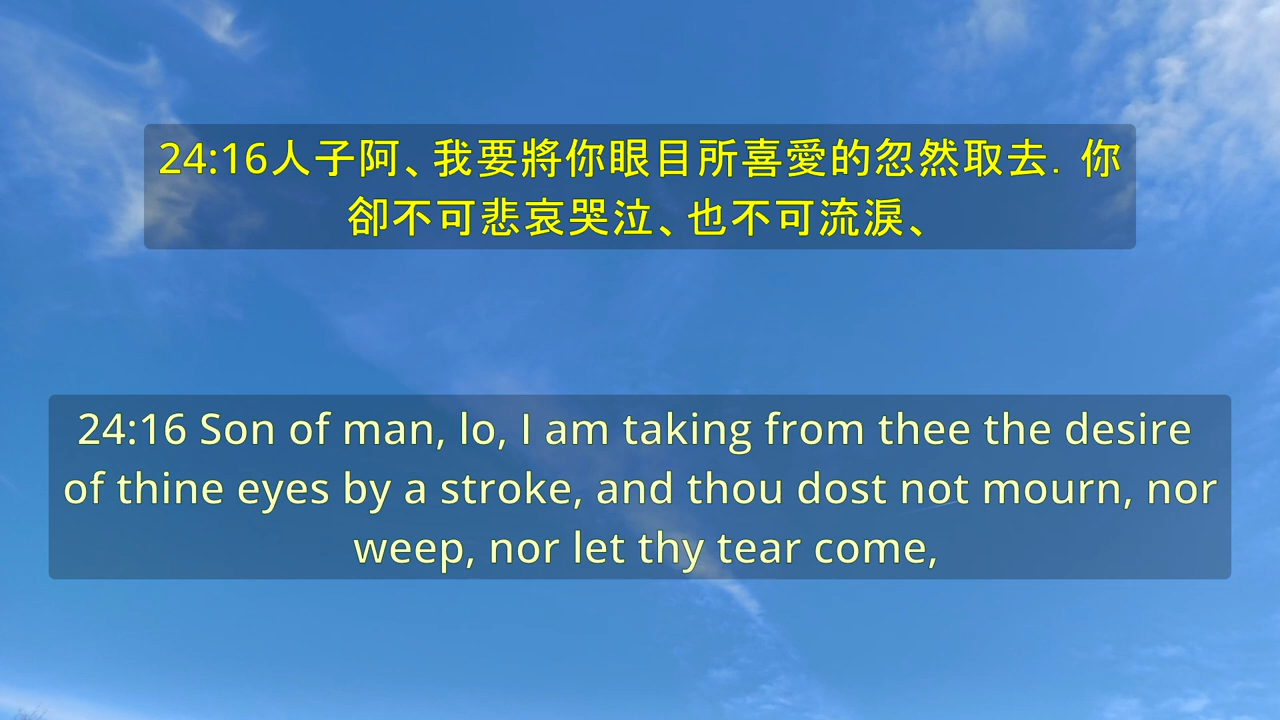 24:16人子阿、我要將你眼目所喜愛的忽然取去. 你
卻不可悲哀哭泣、也不可流淚、
24:16 Son of man, lo, I am taking from thee the desire
of thine eyes by a stroke, and thou dost not mourn, nor
weep, nor let thy tear come,